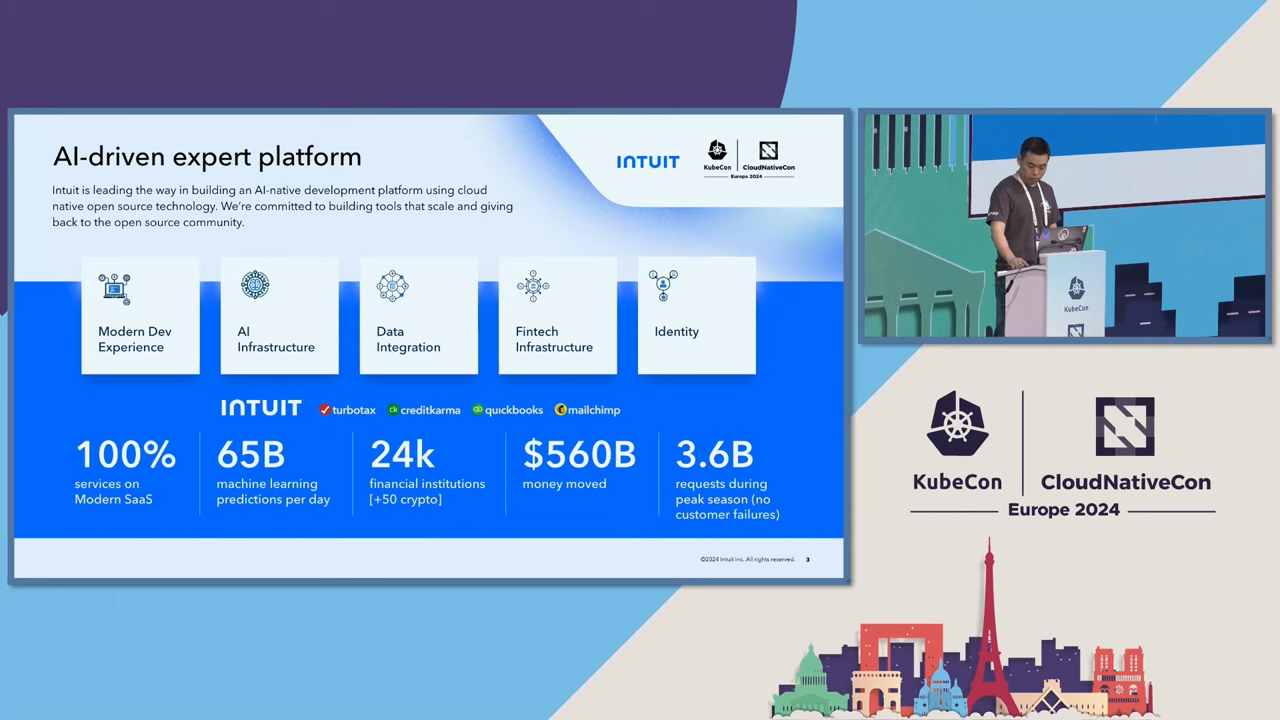 AI-driven expert platform
Intuit is leading the way in building an AI-native development platform using cloud
native open source technology. We're committed to building tools that scale and giving
back to the open source community.
INTUIT
KubeCon
CloudNativeCon
Europe 2024
Modern Dev
Experience
AI
Infrastructure
Data
Integration
Fintech
Infrastructure
Identity
INTUIT
turbotax
ck creditkarma
qb quickbooks
mailchimp
100%
services on
Modern SaaS
65B
machine learning
predictions per day
24k
financial institutions
[+50 crypto]
$560B
money moved
3.6B
requests during
peak season (no
customer failures)
©2024 Intuit Inc. All rights reserved.
3
KubeCon
KubeCon
CloudNativeCon
Europe 2024